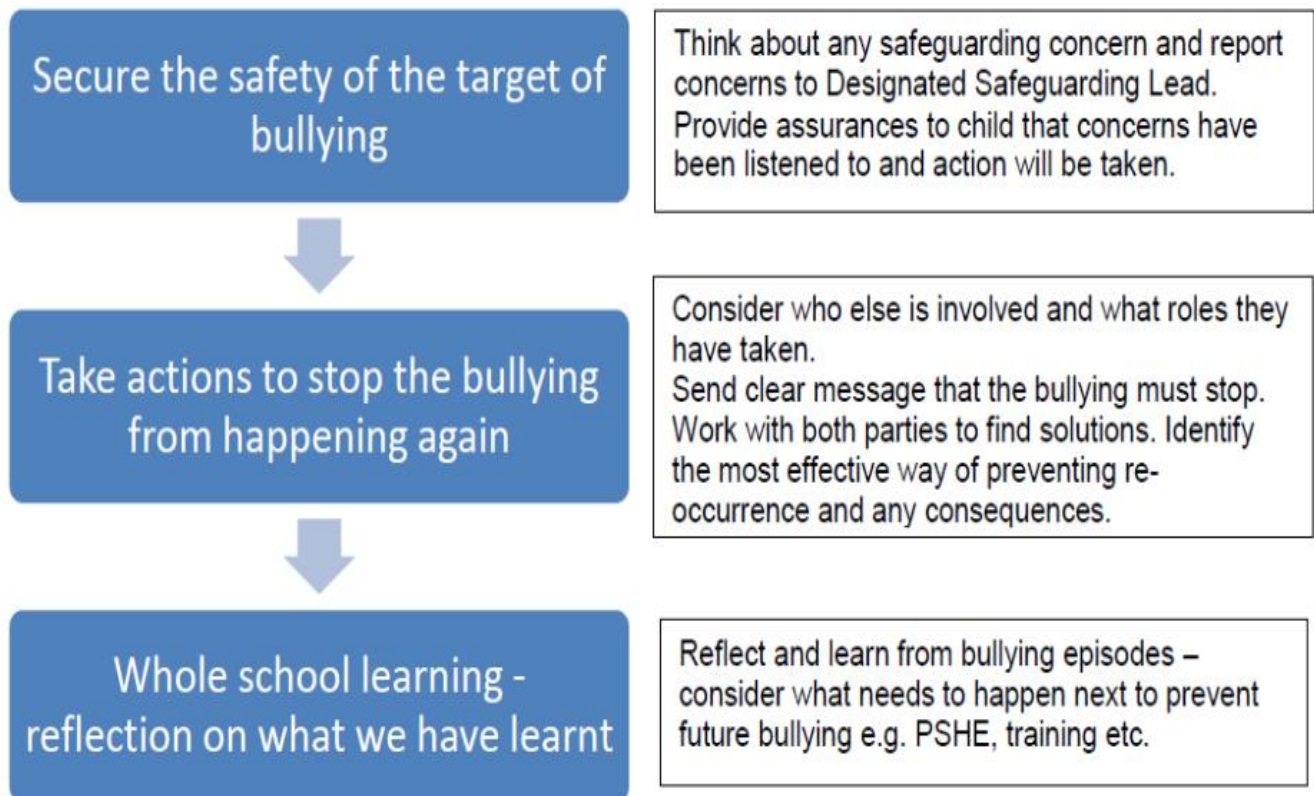 Secure the safety of the target of
bullying
Think about any safeguarding concern and report
concerns to Designated Safeguarding Lead.
Provide assurances to child that concerns have
been listened to and action will be taken.
Take actions to stop the bullying
from happening again
Consider who else is involved and what roles they
have taken.
Send clear message that the bullying must stop.
Work with both parties to find solutions. Identify
the most effective way of preventing re-
occurrence and any consequences.
Whole school learning -
reflection on what we have learnt
Reflect and learn from bullying episodes –
consider what needs to happen next to prevent
future bullying e.g. PSHE, training etc.